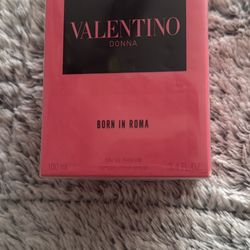 VALENTINO
DONNA
BORN IN ROMA
EAU DE PARFUM
100 ml
3.4 FL. OZ.